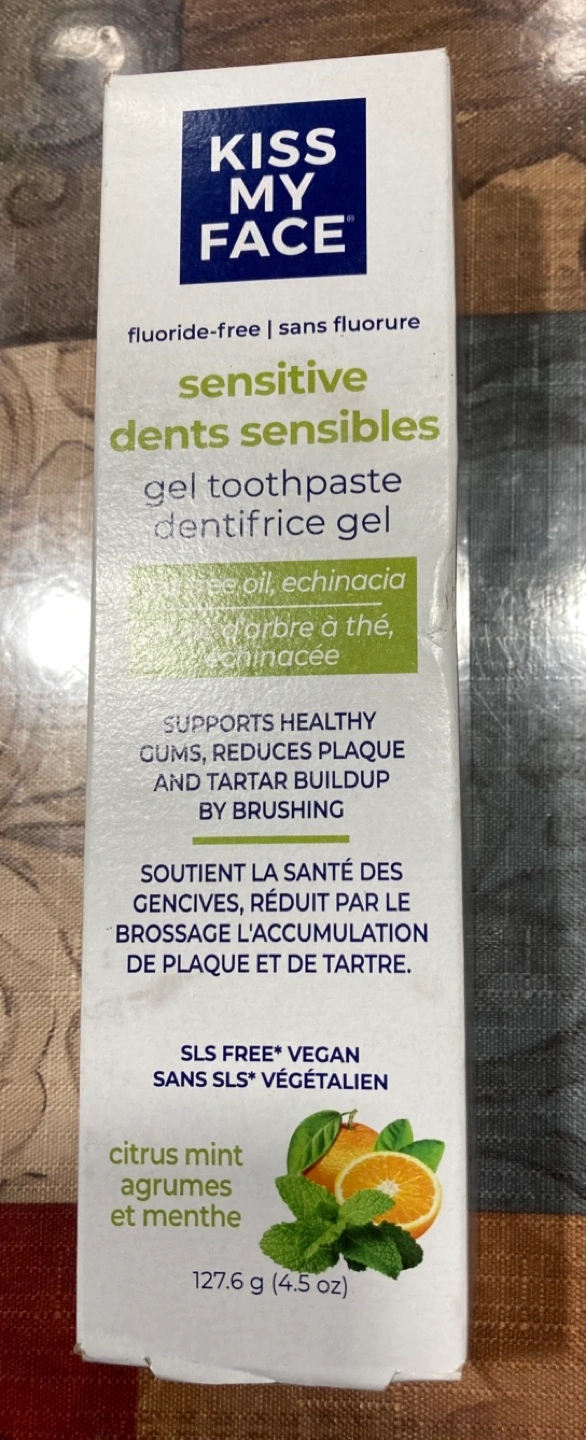 KISS
MY
FACE®
fluoride-free | sans fluorure
sensitive
dents sensibles
gel toothpaste
dentifrice gel
tree oil, echinacia
d'arbre à thé,
echinacée
SUPPORTS HEALTHY
GUMS, REDUCES PLAQUE
AND TARTAR BUILDUP
BY BRUSHING
SOUTIENT LA SANTÉ DES
GENCIVES, RÉDUIT PAR LE
BROSSAGE L'ACCUMULATION
DE PLAQUE ET DE TARTRE.
SLS FREE* VEGAN
SANS SLS* VÉGÉTALIEN
citrus mint
agrumes
et menthe
127.6 g (4.5 oz)